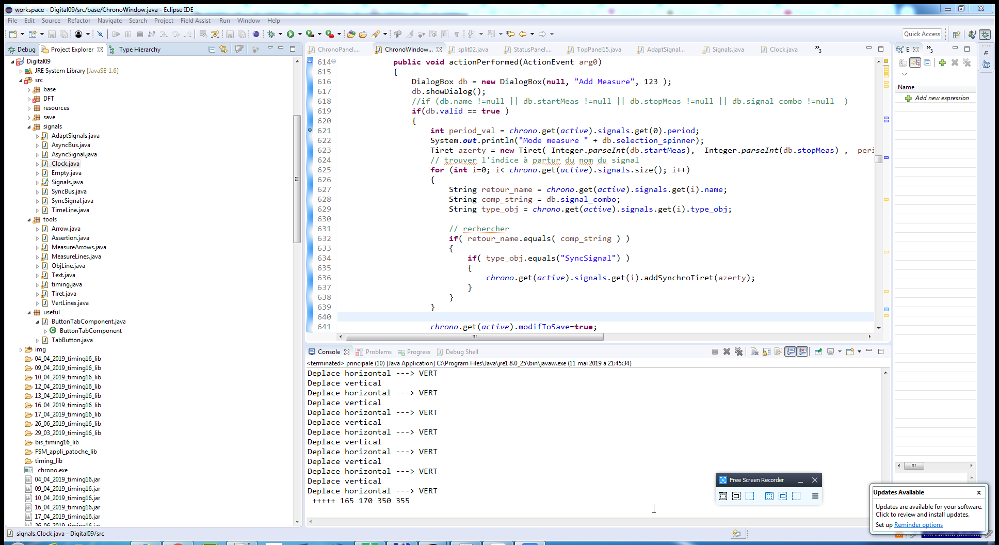 workspace - Digital09/src/base/ChronoWindow.java - Eclipse IDE
File Edit Source Refactor Navigate Search Project Field Assist Run Window Help
Quick Access
Debug Project Explorer Type Hierarchy
Digital09
JRE System Library [JavaSE-1.6]
src
base
DFT
resources
save
signals
AdaptSignals.java
AsyncBus.java
AsyncSignal.java
Clock.java
Empty.java
Signals.java
SyncBus.java
SyncSignal.java
TimeLine.java
tools
Arrow.java
Assertion.java
MeasureArrows.java
MeasureLines.java
ObjLine.java
Text.java
timing.java
Tiret.java
VertLines.java
useful
ButtonTabComponent.java
ButtonTabComponent
TabButton.java
img
04_04_2019_timing16_lib
09_04_2019_timing16_lib
10_04_2019_timing16_lib
12_04_2019_timing16_lib
13_04_2019_timing16_lib
16_04_2019_timing16_lib
17_04_2019_timing16_lib
26_06_2019_timing16_lib
29_03_2019_timing16_lib
bis_timing16_lib
FSM_appli_patoche_lib
timing_lib
_chrono.exe
04_04_2019_timing16.jar
09_04_2019_timing16.jar
10_04_2019_timing16.jar
16_04_2019_timing16.jar
17_04_2019_timing16.jar
26_06_2019_timing16.jar
signals.Clock.java - Digital09/src
ChronoPanel.... ChronoWindow... split02.java StatusPanel.... TopPanel15.java AdaptSignal... Signals.java Clock.java »3
614 public void actionPerformed(ActionEvent arg0)
615 {
616 DialogBox db = new DialogBox(null, "Add Measure", 123 );
617 db.showDialog();
618 //if (db.name !=null || db.startMeas !=null || db.stopMeas !=null || db.signal_combo !=null )
619 if(db.valid == true )
620 {
621 int period_val = chrono.get(active).signals.get(0).period;
622 System.out.println("Mode measure " + db.selection_spinner);
623 Tiret azerty = new Tiret( Integer.parseInt(db.startMeas), Integer.parseInt(db.stopMeas) , peri
624 // trouver l'indice à partur du nom du signal
625 for (int i=0; i< chrono.get(active).signals.size(); i++)
626 {
627 String retour_name = chrono.get(active).signals.get(i).name;
628 String comp_string = db.signal_combo;
629 String type_obj = chrono.get(active).signals.get(i).type_obj;
630
631 // rechercher
632 if( retour_name.equals( comp_string ) )
633 {
634 if( type_obj.equals("SyncSignal") )
635 {
636 chrono.get(active).signals.get(i).addSynchroTiret(azerty);
637 }
638 }
639 }
640
641 chrono.get(active).modifToSave=true;
Console Problems Progress Debug Shell
<terminated> principale (10) [Java Application] C:\Program Files\Java\jre1.8.0_25\bin\javaw.exe (11 mai 2019 à 21:45:34)
Deplace horizontal ---> VERT
Deplace vertical
Deplace horizontal ---> VERT
Deplace vertical
Deplace horizontal ---> VERT
Deplace vertical
Deplace horizontal ---> VERT
Deplace vertical
Deplace horizontal ---> VERT
Deplace vertical
Deplace horizontal ---> VERT
Deplace vertical
Deplace horizontal ---> VERT
+++++ 165 170 350 355
E »3
Name
Add new expression
Free Screen Recorder
Updates Available
Updates are available for your software.
Click to review and install updates.
Set up Reminder options